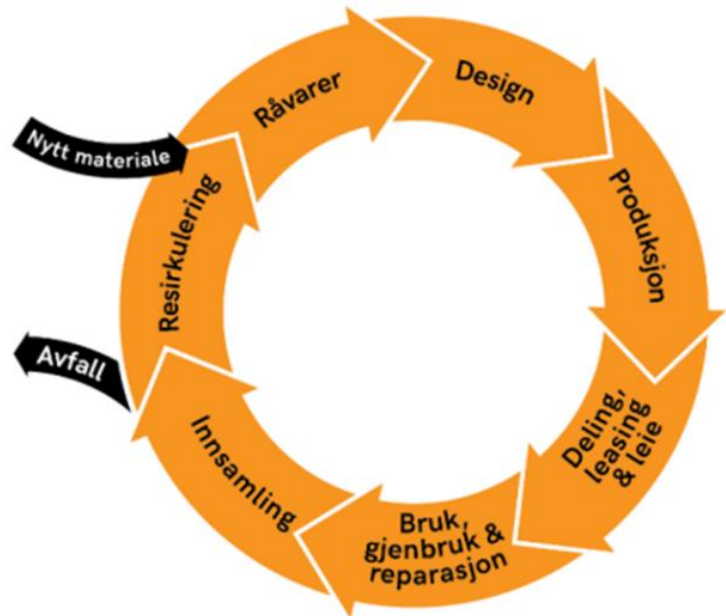 Råvarer
Design
Produksjon
Deling,
leasing
& leie
Bruk,
gjenbruk &
reparasjon
Innsamling
Resirkulering
Nytt materiale
Avfall